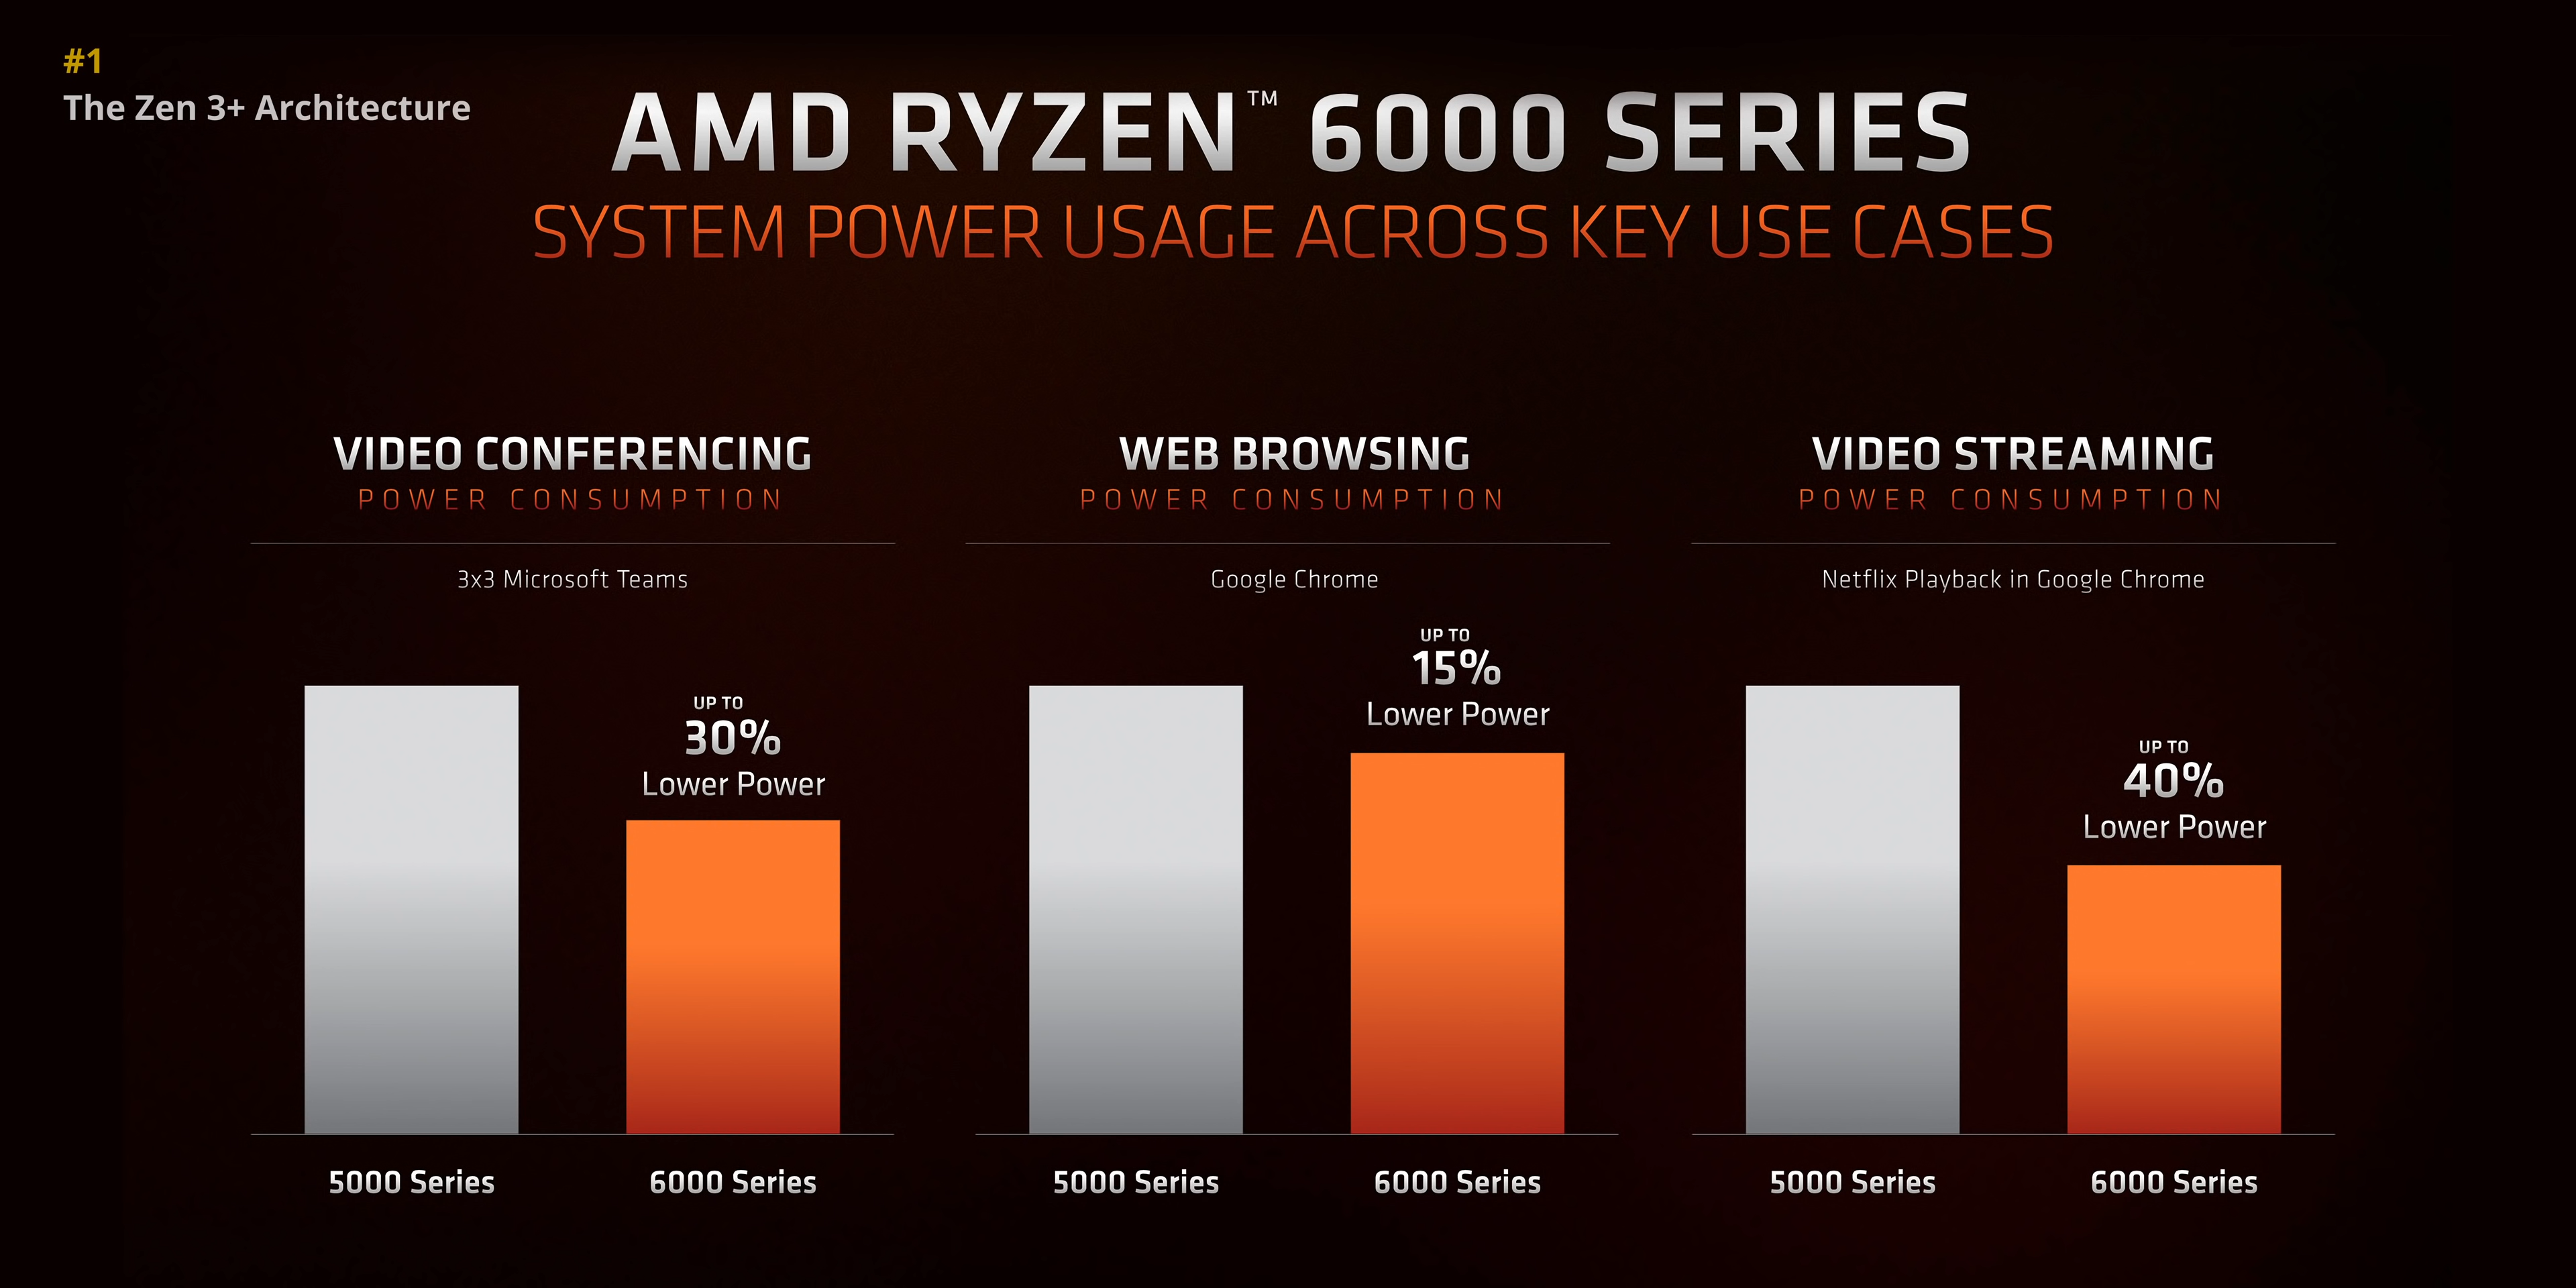 #1
The Zen 3+ Architecture
AMD RYZEN™ 6000 SERIES
SYSTEM POWER USAGE ACROSS KEY USE CASES
VIDEO CONFERENCING
POWER CONSUMPTION
3x3 Microsoft Teams
UP TO
30%
Lower Power
5000 Series
6000 Series
WEB BROWSING
POWER CONSUMPTION
Google Chrome
UP TO
15%
Lower Power
5000 Series
6000 Series
VIDEO STREAMING
POWER CONSUMPTION
Netflix Playback in Google Chrome
UP TO
40%
Lower Power
5000 Series
6000 Series